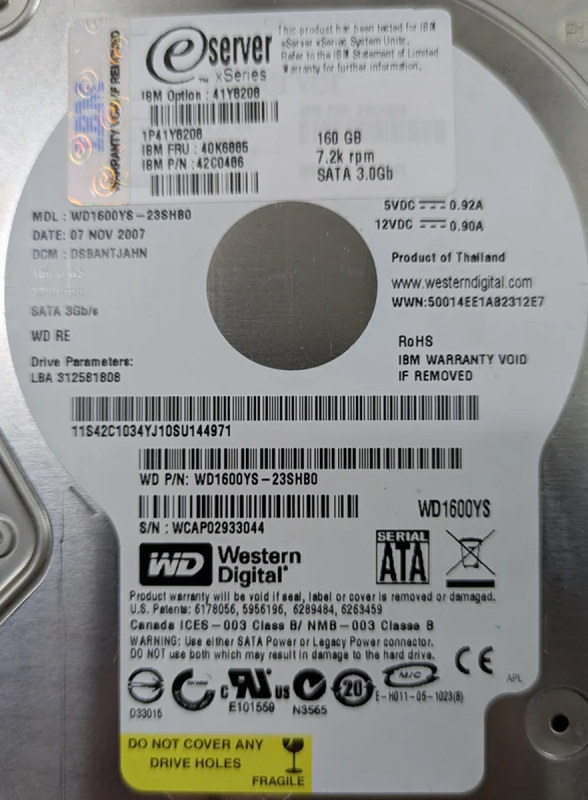 eserver
xSeries
This product has been tested for IBM
eServer xSeries System Units.
Refer to the IBM Statement of Limited
Warranty for further information.
IBM Option : 41Y8206
1P41Y8206
IBM FRU : 40K6885
IBM P/N : 42C0466
160 GB
7.2k rpm
SATA 3.0Gb
MDL : WD1600YS-23SHB0
DATE: 07 NOV 2007
DCM : DSBANTJAHN
SATA 3Gb/s
WD RE
Drive Parameters:
LBA 312581808
5VDC 0.92A
12VDC 0.90A
Product of Thailand
www.westerndigital.com
WWN:50014EE1A82312E7
RoHS
IBM WARRANTY VOID
IF REMOVED
11S42C1034YJ10SU144971
WD P/N: WD1600YS-23SHB0
S/N : WCAP02933044
WD1600YS
WD Western
Digital
SERIAL
ATA
Product warranty will be void if seal, label or cover is removed or damaged.
U.S. Patents: 6178056, 5956196, 6289484, 6263459
Canada ICES-003 Class B/ NMB-003 Classe B
WARNING: Use either SATA Power or Legacy Power connector.
DO NOT use both which may result in damage to the hard drive.
CE
c RU us
20
MIC
D33016
E101559
N3565
E-H011-05-1023(B)
APL
DO NOT COVER ANY
DRIVE HOLES
FRAGILE